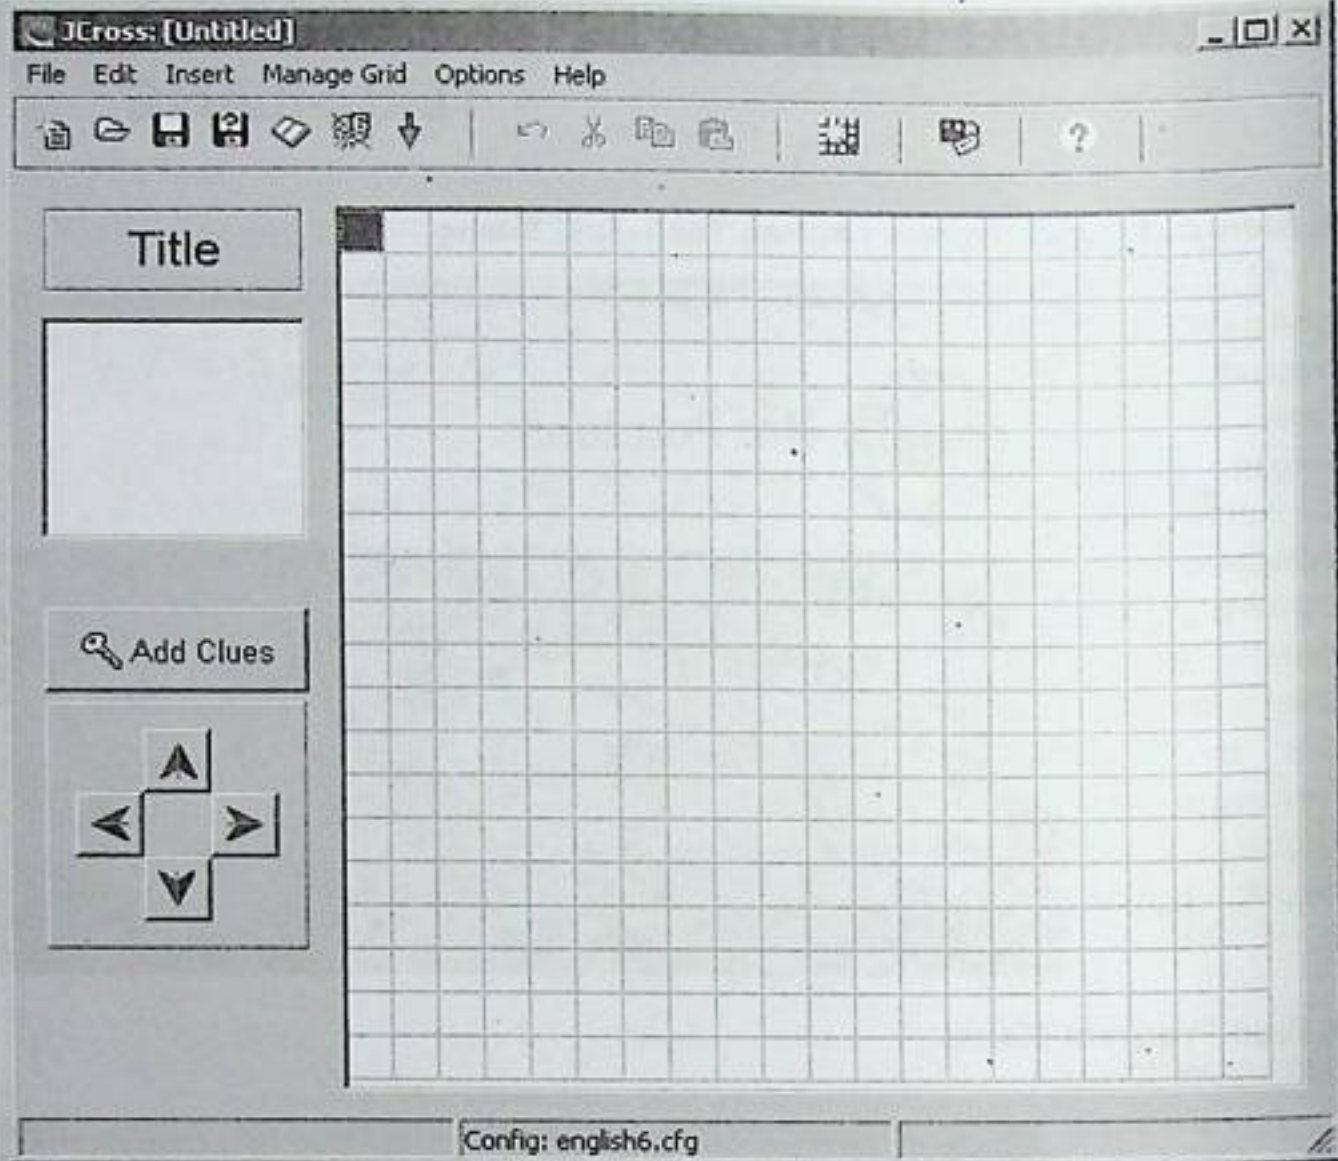 JCross: [Untitled]
File Edit Insert Manage Grid Options Help
?
Title
Add Clues
Config: english6.cfg